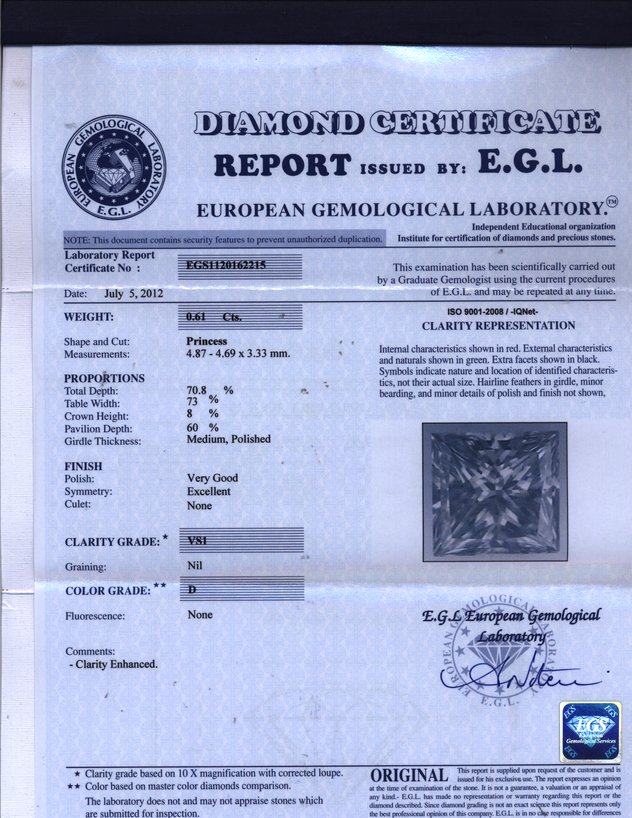 DIAMOND CERTIFICATE
REPORT ISSUED BY: E.G.L.
EUROPEAN GEMOLOGICAL LABORATORY.™
EUROPEAN GEMOLOGICAL LABORATORY
E.G.L.
Independent Educational organization
NOTE: This document contains security features to prevent unauthorized duplication.
Institute for certification of diamonds and precious stones.
Laboratory Report
Certificate No : EGS1120162215
Date: July 5, 2012
This examination has been scientifically carried out
by a Graduate Gemologist using the current procedures
of E.G.L. and may be repeated at any time.
WEIGHT: 0.61 Cts.
Shape and Cut: Princess
Measurements: 4.87 - 4.69 x 3.33 mm.
PROPORTIONS
Total Depth: 70.8 %
Table Width: 73 %
Crown Height: 8 %
Pavilion Depth: 60 %
Girdle Thickness: Medium, Polished
FINISH
Polish: Very Good
Symmetry: Excellent
Culet: None
CLARITY GRADE: * VS1
Graining: Nil
COLOR GRADE: ** D
Fluorescence: None
Comments:
- Clarity Enhanced.
ISO 9001-2008 / -IQNet-
CLARITY REPRESENTATION
Internal characteristics shown in red. External characteristics
and naturals shown in green. Extra facets shown in black.
Symbols indicate nature and location of identified characteris-
tics, not their actual size. Hairline feathers in girdle, minor
bearding, and minor details of polish and finish not shown,
E.G.L European Gemological
Laboratory
EUROPEAN GEMOLOGICAL LABORATORY
E.G.L.
EGS
EGS
EGS
Gemological Services
EGS
EGS
★ Clarity grade based on 10 X magnification with corrected loupe.
★★ Color based on master color diamonds comparison.
The laboratory does not and may not appraise stones which
are submitted for inspection.
ORIGINAL This report is supplied upon request of the customer and is
issued for his exclusive use. The report expresses an opinion
at the time of examination of the stone. It is not a guarantee, a valuation or an appraisal of
any kind.- E.G.L. has made no representation or warranty regarding this report or the
diamond described. Since diamond grading is not an exact science this report represents only
the best professional opinion of this company. E.G.L. is in no case responsible for differences